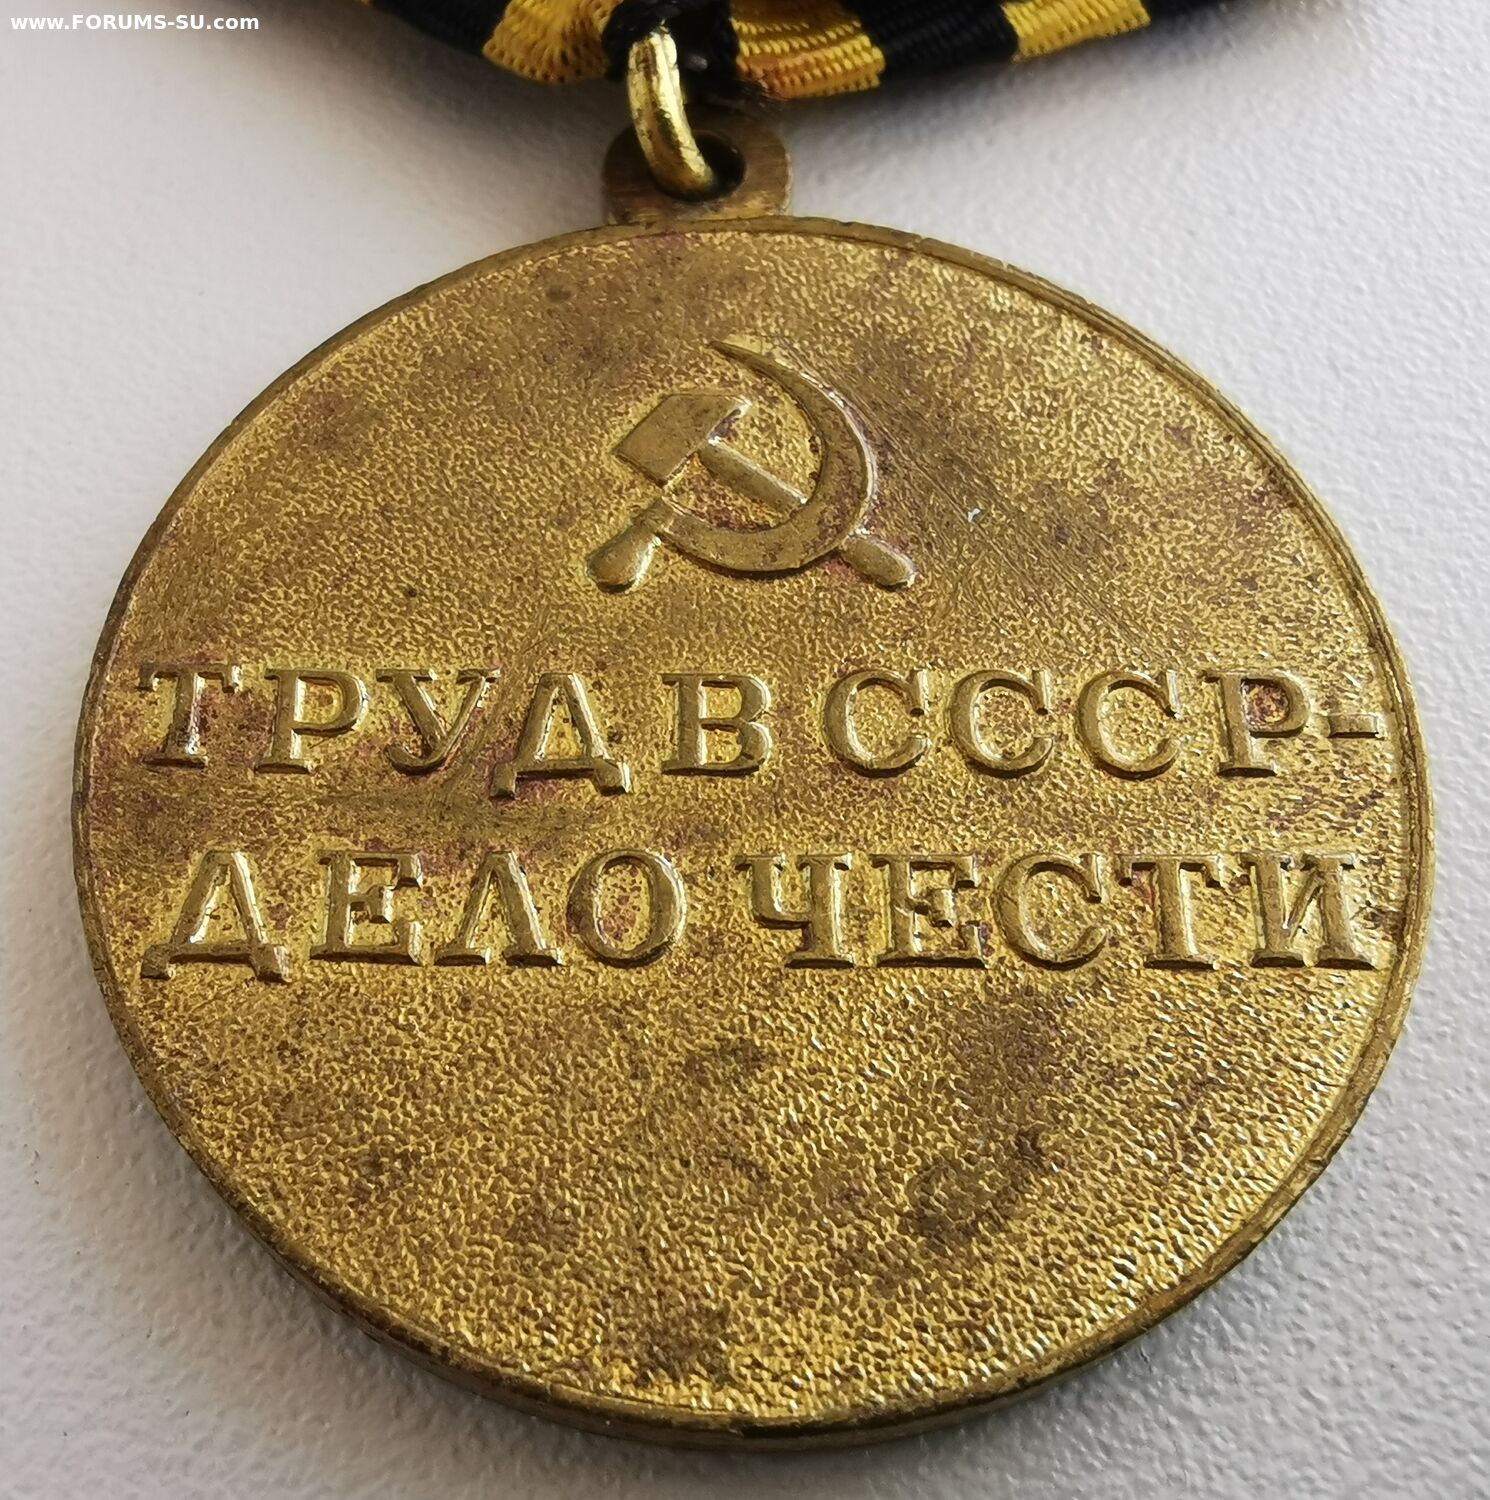 www.FORUMS-SU.com
ТРУД В СССР-
ДЕЛО ЧЕСТИ